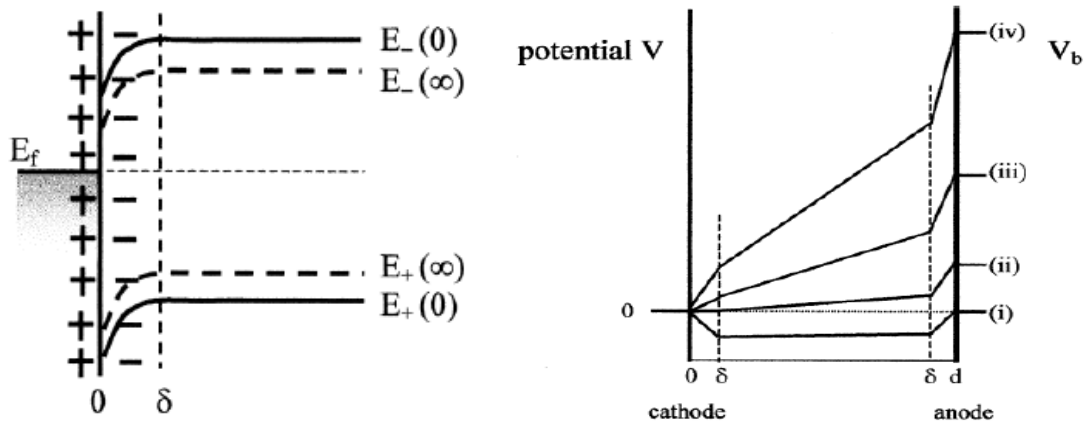 E₋(0)
E₋(∞)
E_f
E₊(∞)
E₊(0)
0 δ
potential V
V_b
(iv)
(iii)
(ii)
(i)
0
0 δ δ d
cathode anode